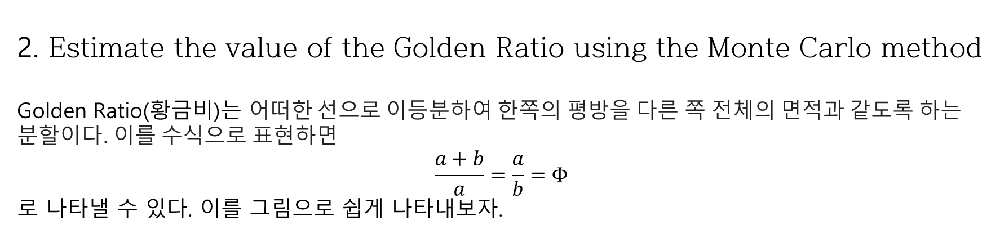 2. Estimate the value of the Golden Ratio using the Monte Carlo method
Golden Ratio(황금비)는 어떠한 선으로 이등분하여 한쪽의 평방을 다른 쪽 전체의 면적과 같도록 하는
분할이다. 이를 수식으로 표현하면
a + b
a
=
a
b
= Φ
로 나타낼 수 있다. 이를 그림으로 쉽게 나타내보자.